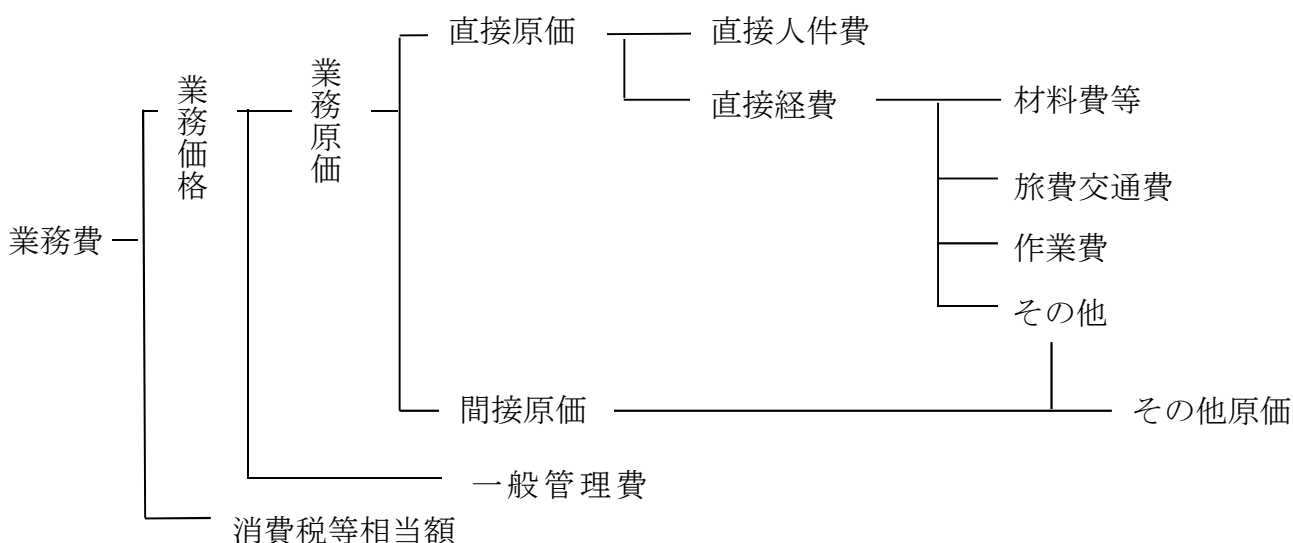 業務費
業務価格
業務原価
直接原価
直接人件費
直接経費
材料費等
旅費交通費
作業費
その他
間接原価
その他原価
一般管理費
消費税等相当額